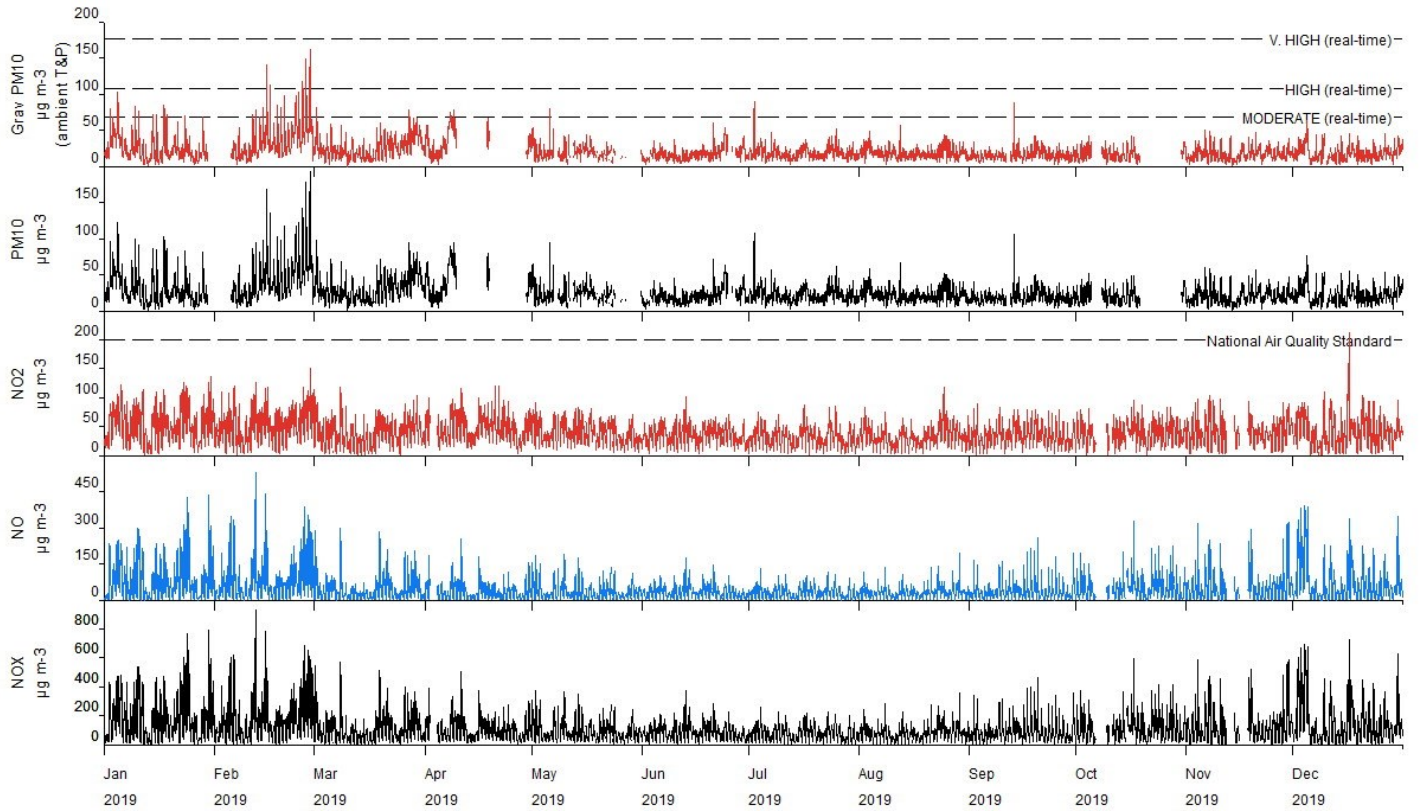 200
150
100
50
0
Grav PM10
µg m-3
(ambient T&P)
V. HIGH (real-time)
HIGH (real-time)
MODERATE (real-time)
150
100
50
0
PM10
µg m-3
200
150
100
50
0
NO2
µg m-3
National Air Quality Standard
450
300
150
0
NO
µg m-3
800
600
400
200
0
NOX
µg m-3
Jan Feb Mar Apr May Jun Jul Aug Sep Oct Nov Dec
2019 2019 2019 2019 2019 2019 2019 2019 2019 2019 2019 2019